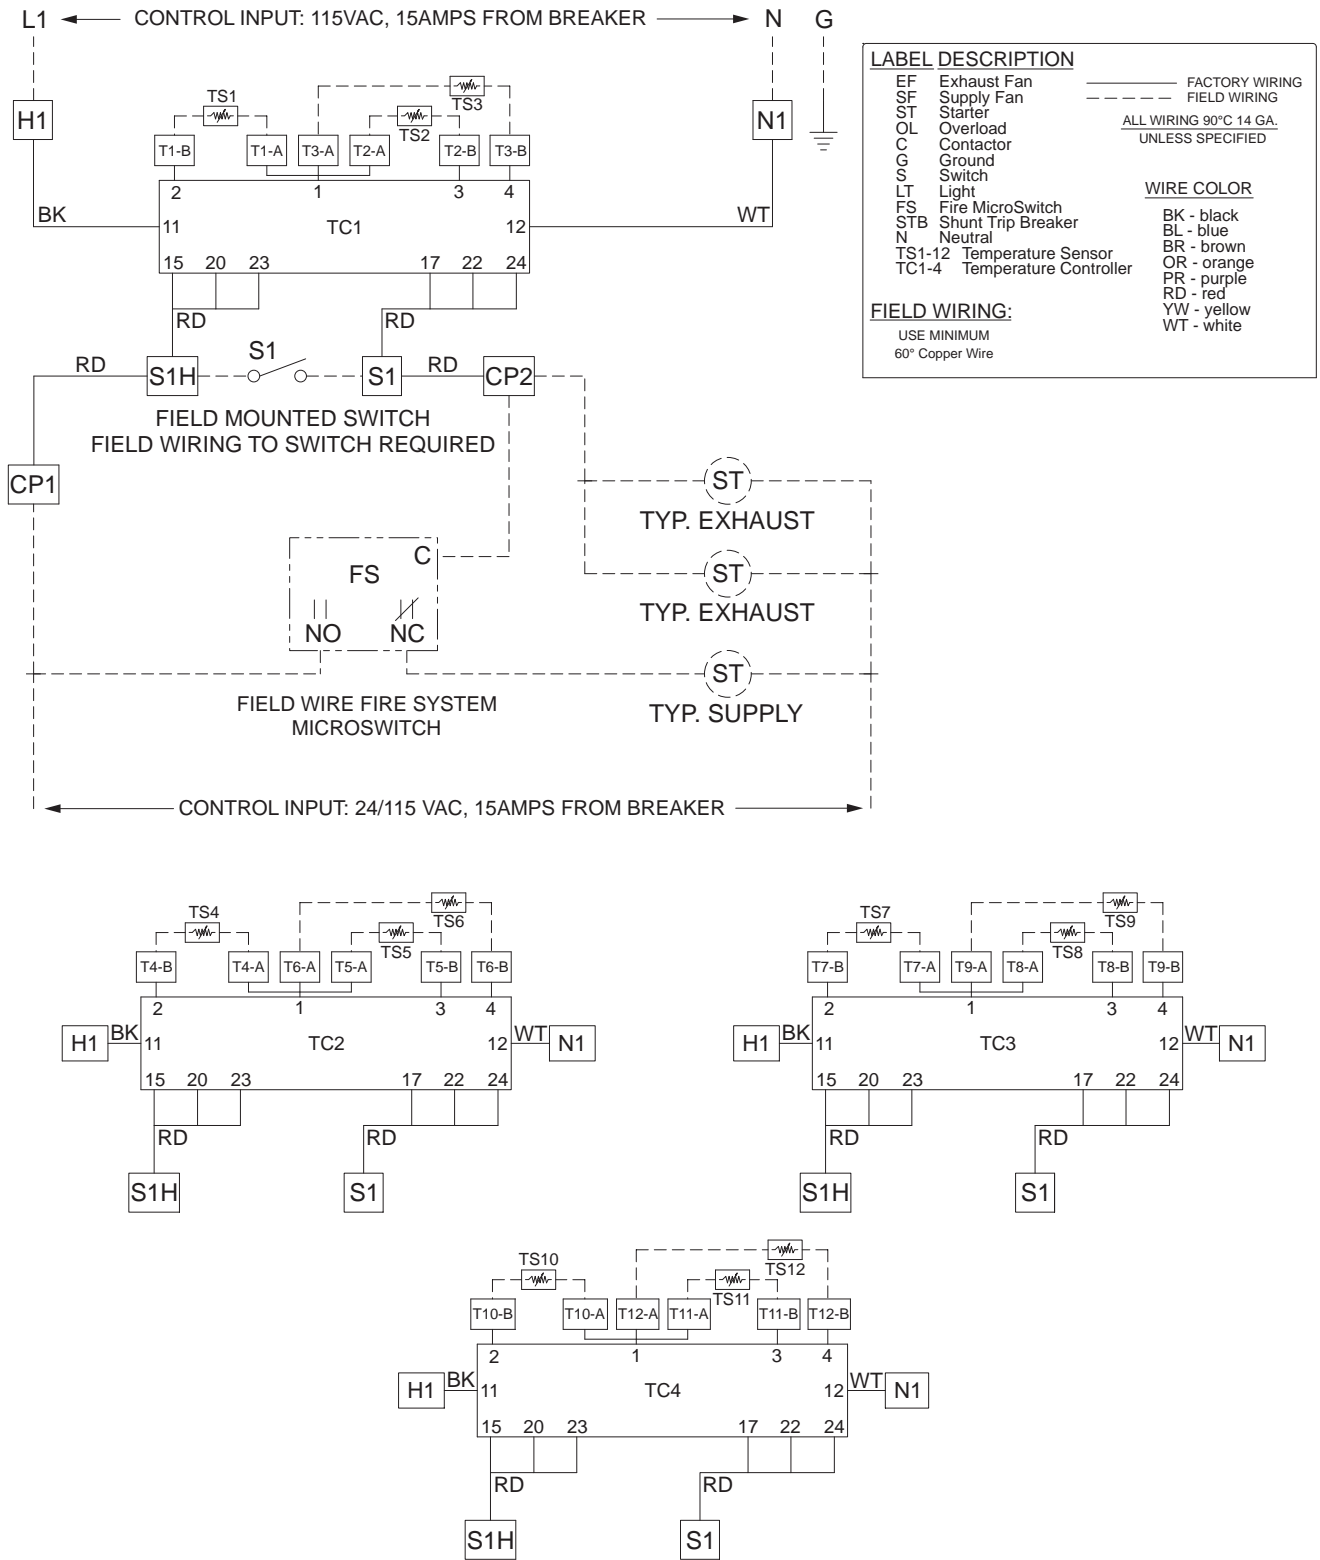 L1 CONTROL INPUT: 115VAC, 15AMPS FROM BREAKER N G
LABEL DESCRIPTION
EF Exhaust Fan
SF Supply Fan
ST Starter
OL Overload
C Contactor
G Ground
S Switch
LT Light
FS Fire MicroSwitch
STB Shunt Trip Breaker
N Neutral
TS1-12 Temperature Sensor
TC1-4 Temperature Controller
FACTORY WIRING
FIELD WIRING
ALL WIRING 90°C 14 GA.
UNLESS SPECIFIED
WIRE COLOR
BK - black
BL - blue
BR - brown
OR - orange
PR - purple
RD - red
YW - yellow
WT - white
FIELD WIRING:
USE MINIMUM
60° Copper Wire
TS1 TS2 TS3
H1 N1
T1-B T1-A T3-A T2-A T2-B T3-B
2 1 3 4
BK 11 TC1 12 WT
15 20 23 17 22 24
RD RD
RD S1H S1 S1 RD CP2
FIELD MOUNTED SWITCH
FIELD WIRING TO SWITCH REQUIRED
CP1
ST
TYP. EXHAUST
C
FS
ST
TYP. EXHAUST
NO NC
ST
FIELD WIRE FIRE SYSTEM
MICROSWITCH
TYP. SUPPLY
CONTROL INPUT: 24/115 VAC, 15AMPS FROM BREAKER
TS4 TS5 TS6
T4-B T4-A T6-A T5-A T5-B T6-B
2 1 3 4
H1 BK 11 TC2 12 WT N1
15 20 23 17 22 24
RD RD
S1H S1
TS7 TS8 TS9
T7-B T7-A T9-A T8-A T8-B T9-B
2 1 3 4
H1 BK 11 TC3 12 WT N1
15 20 23 17 22 24
RD RD
S1H S1
TS10 TS11 TS12
T10-B T10-A T12-A T11-A T11-B T12-B
2 1 3 4
H1 BK 11 TC4 12 WT N1
15 20 23 17 22 24
RD RD
S1H S1